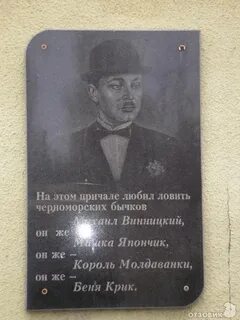 На этом причале любил ловить
черноморских бычков
Михаил Винницкий,
он же –
Мишка Япончик,
он же –
Король Молдаванки,
он же –
Беня Крик.
отзовик